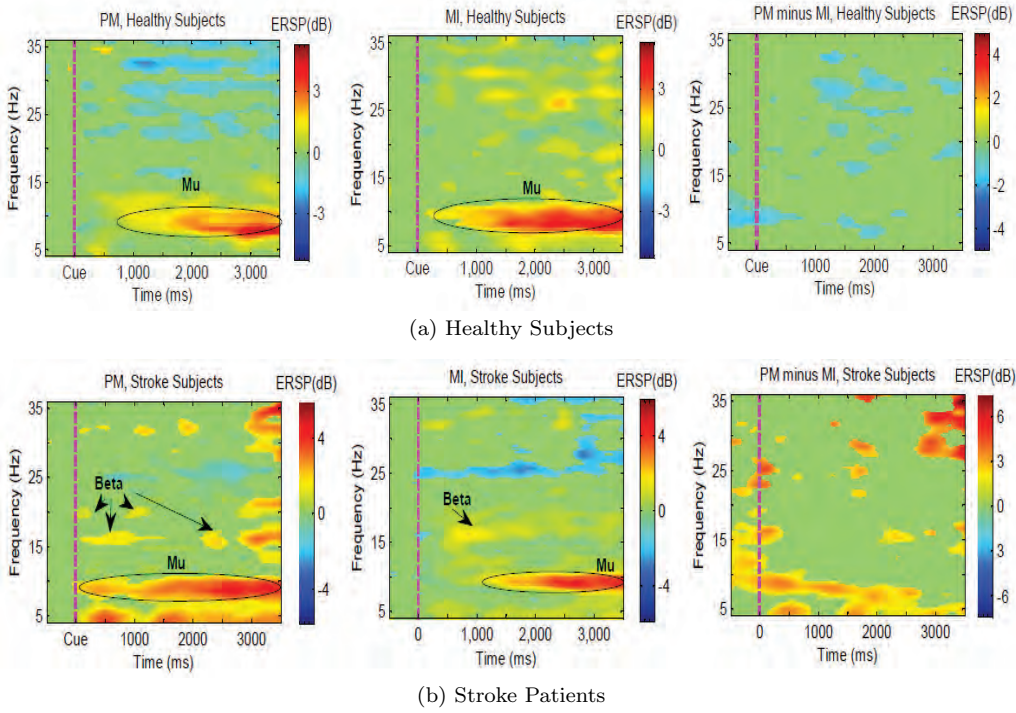 PM, Healthy Subjects ERSP(dB)
35
25
15
5
Frequency (Hz)
Mu
Cue 1,000 2,000 3,000
Time (ms)
3
0
-3
MI, Healthy Subjects ERSP(dB)
35
25
15
5
Frequency (Hz)
Mu
Cue 1,000 2,000 3,000
Time (ms)
3
0
-3
PM minus MI, Healthy Subjects ERSP(dB)
35
25
15
5
Frequency (Hz)
Cue 1000 2000 3000
Time (ms)
4
2
0
-2
-4
(a) Healthy Subjects
PM, Stroke Subjects ERSP(dB)
35
25
15
5
Frequency (Hz)
Beta
Mu
Cue 1000 2000 3000
Time (ms)
4
0
-4
MI, Stroke Subjects ERSP(dB)
35
25
15
5
Frequency (Hz)
Beta
Mu
0 1,000 2,000 3,000
Time (ms)
4
0
-4
PM minus MI, Stroke Subjects ERSP(dB)
35
25
15
5
Frequency (Hz)
0 1000 2000 3000
Time (ms)
6
3
0
3
-6
(b) Stroke Patients